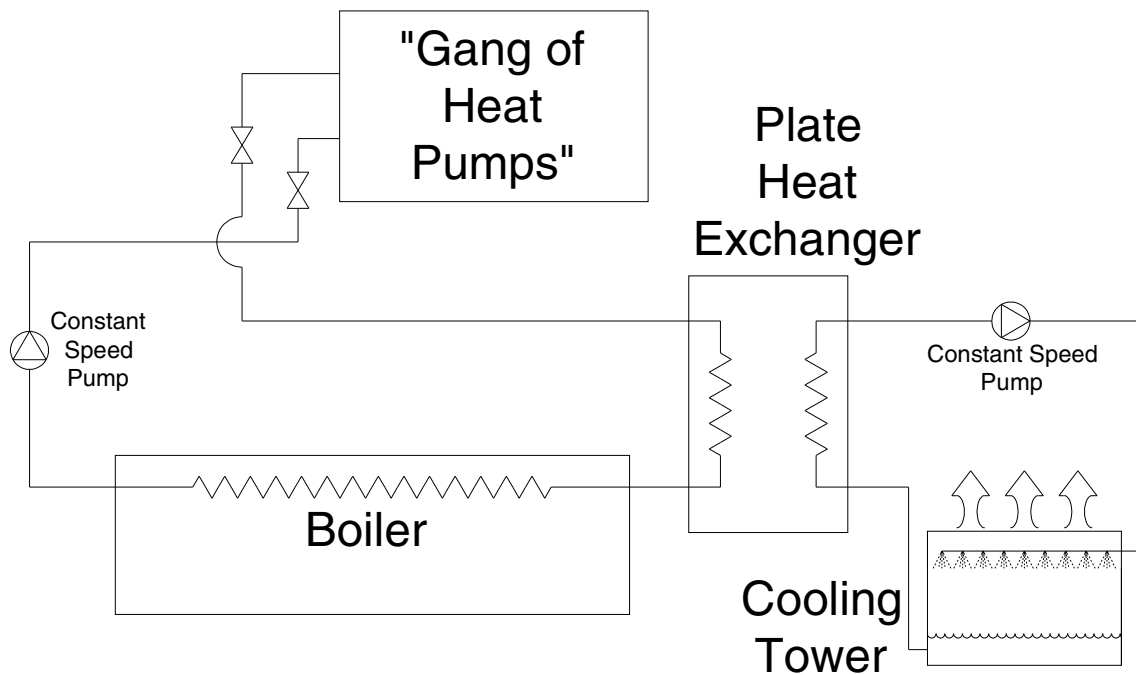 "Gang of
Heat
Pumps"
Plate
Heat
Exchanger
Constant
Speed
Pump
Constant Speed
Pump
Boiler
Cooling
Tower